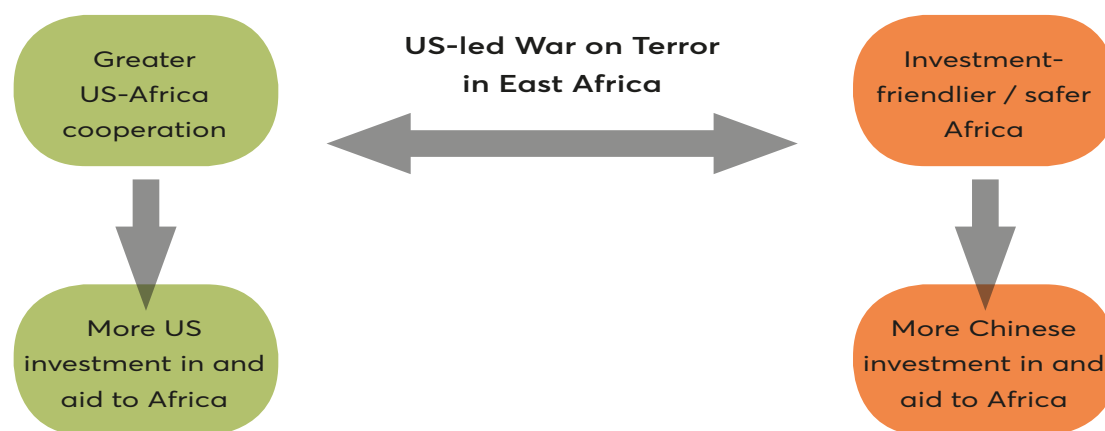 Greater
US-Africa
cooperation
US-led War on Terror
in East Africa
Investment-
friendlier / safer
Africa
More US
investment in and
aid to Africa
More Chinese
investment in and
aid to Africa